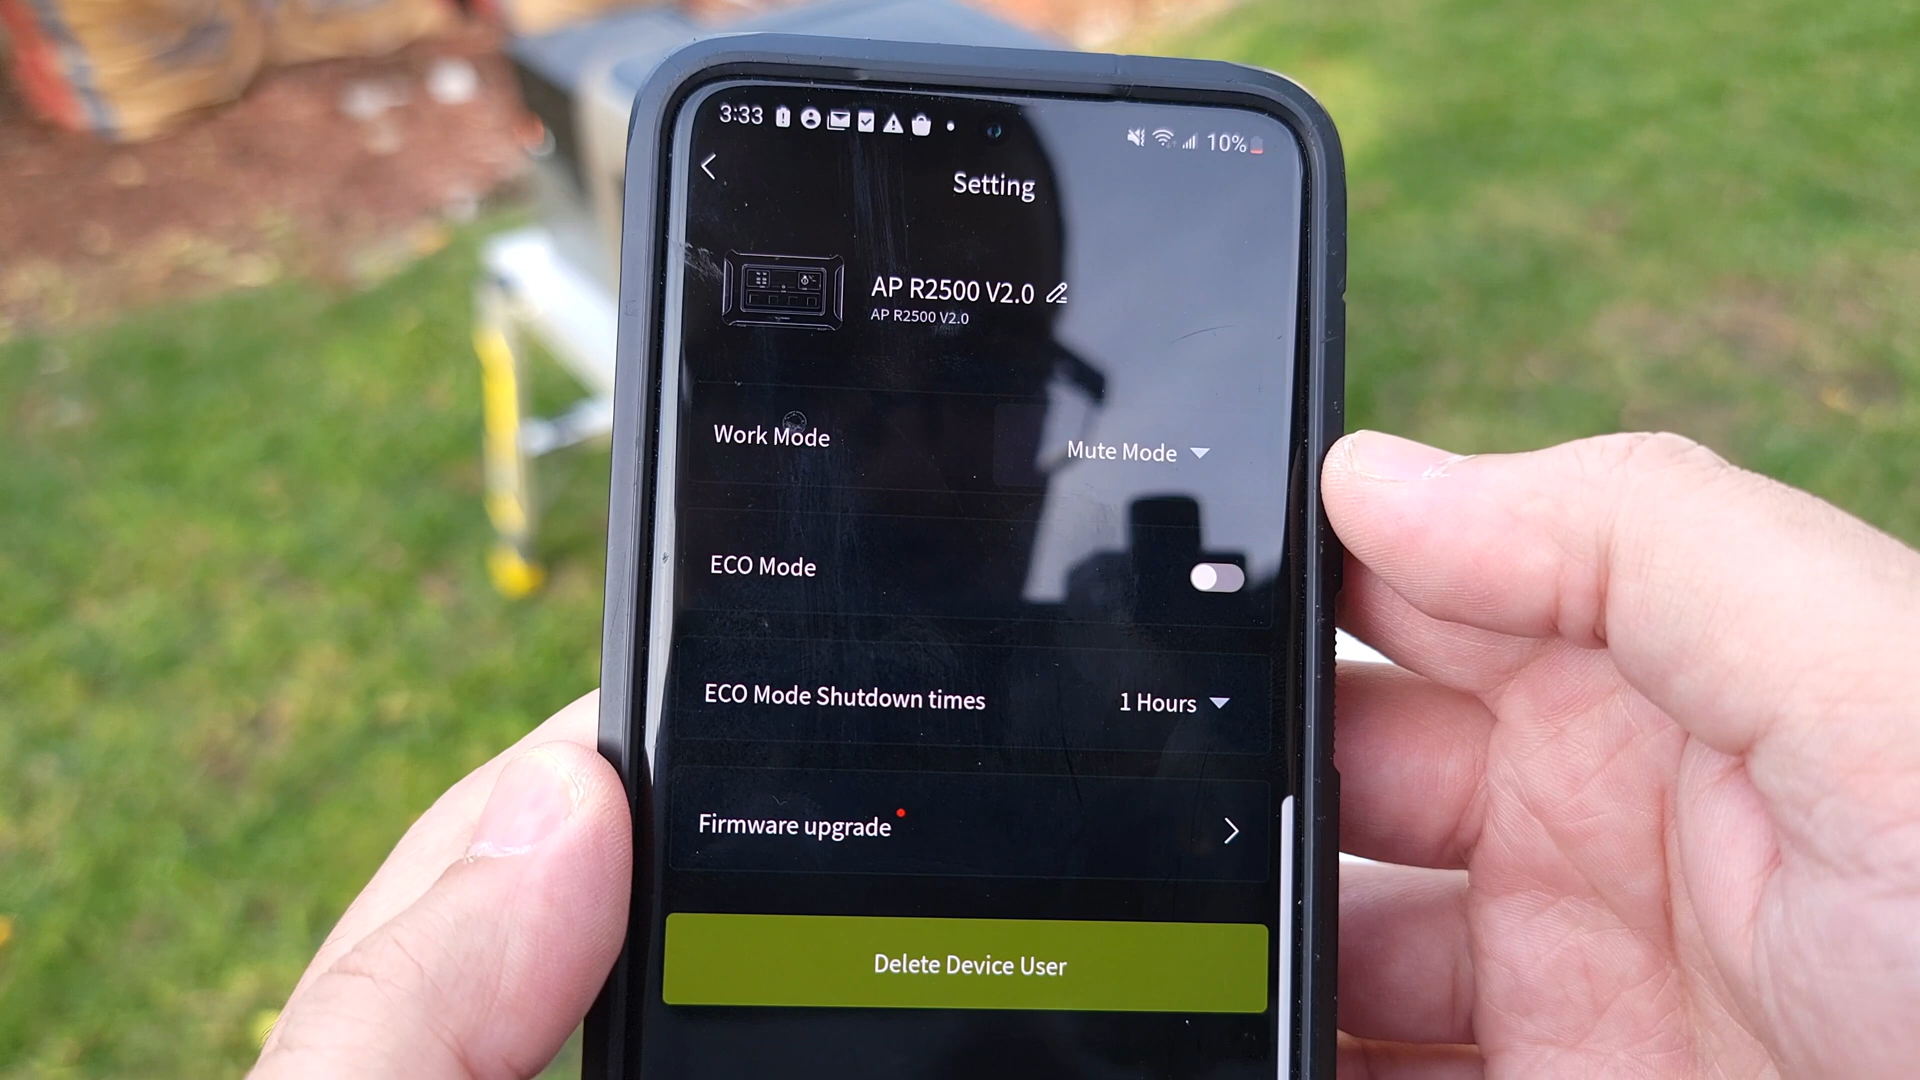 3:33
10%
Setting
AP R2500 V2.0
AP R2500 V2.0
Work Mode
Mute Mode
ECO Mode
ECO Mode Shutdown times
1 Hours
Firmware upgrade
Delete Device User